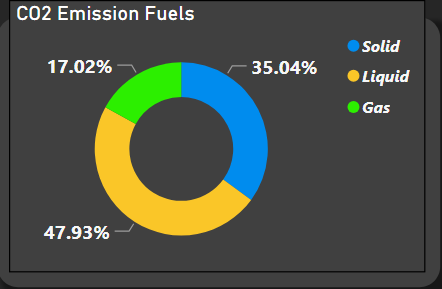 CO2 Emission Fuels
Solid
17.02%
35.04%
Liquid
Gas
47.93%